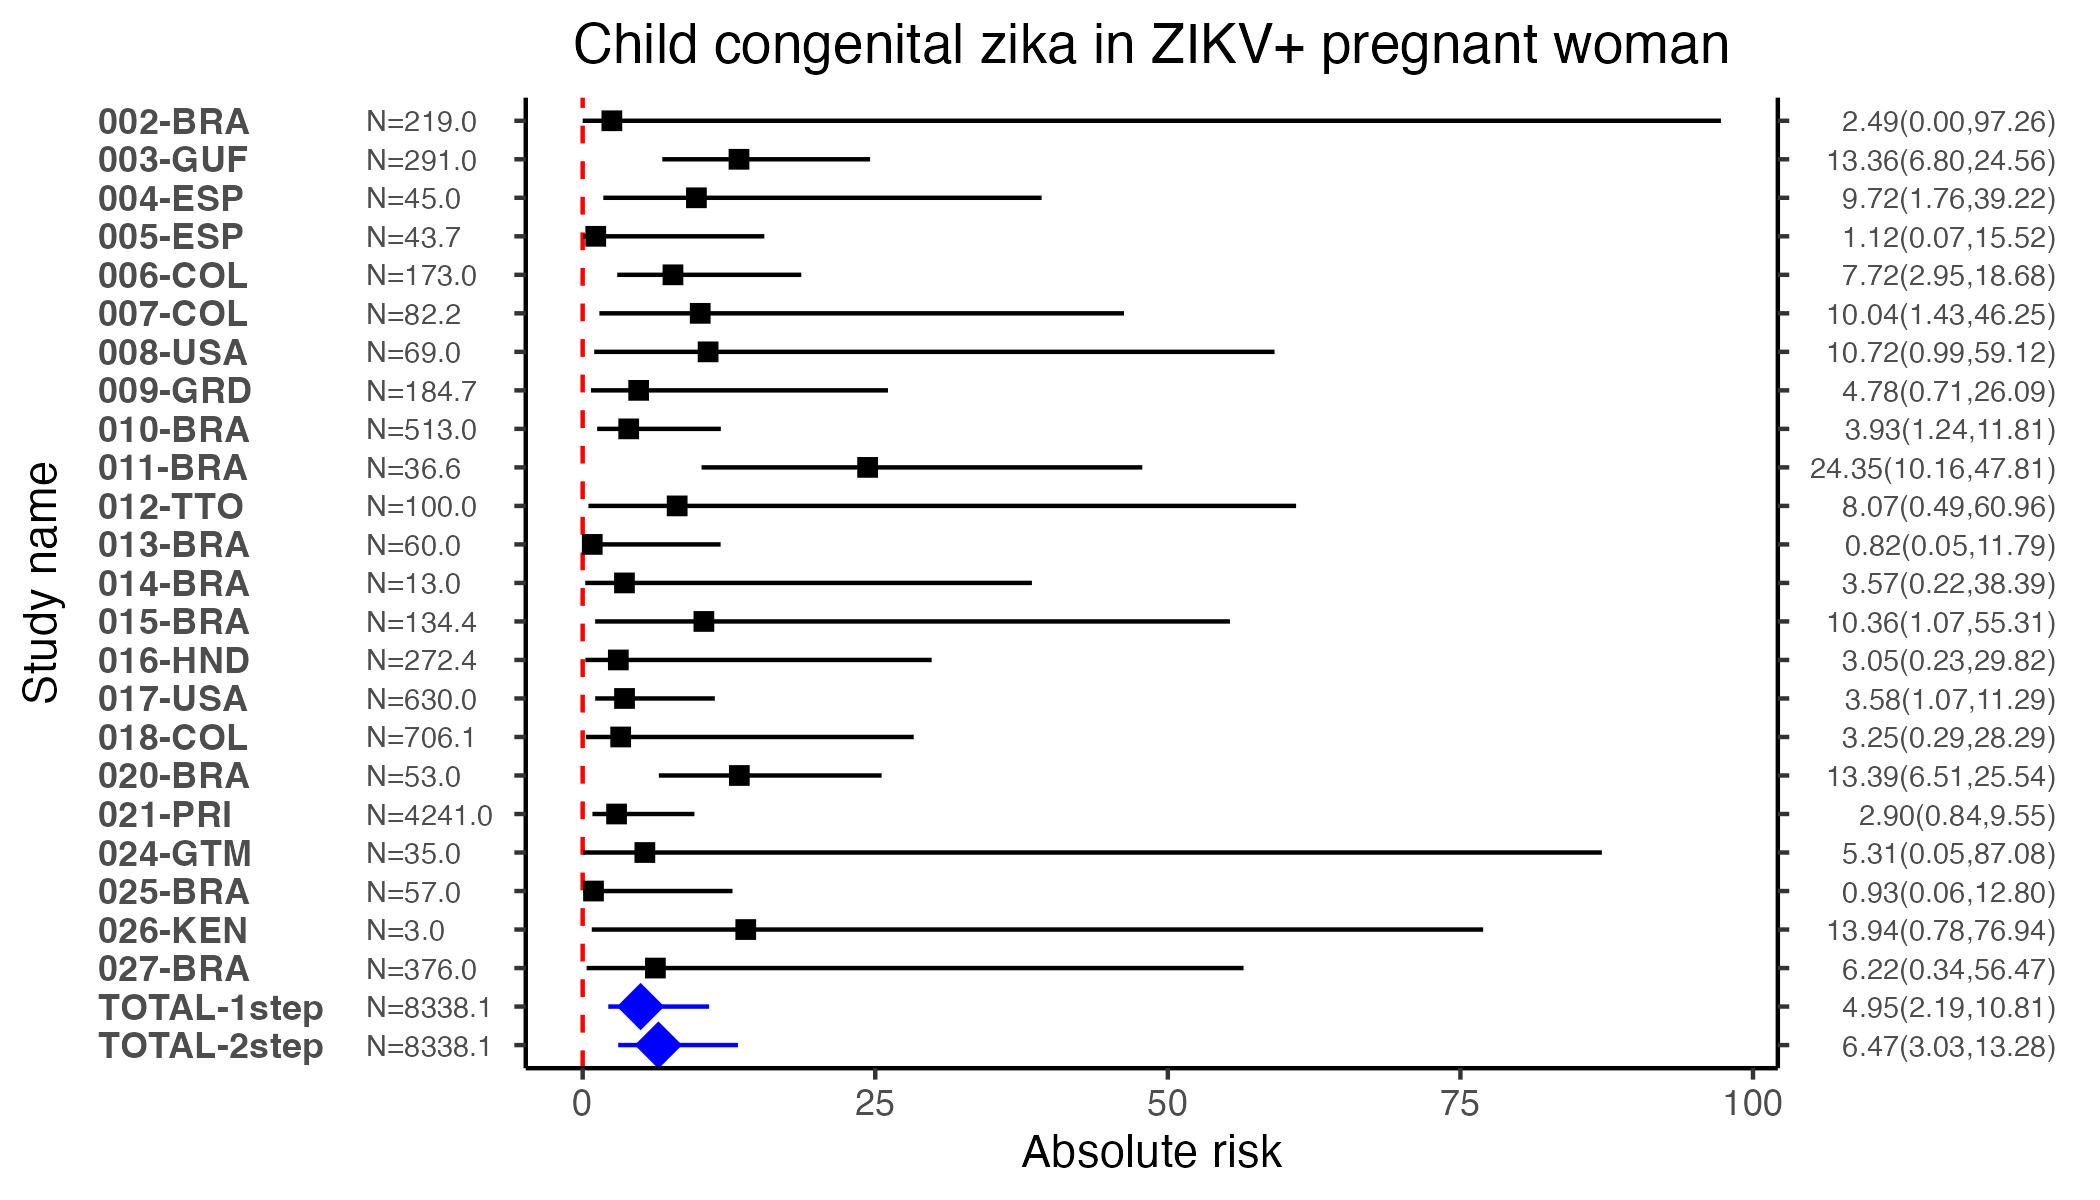 Child congenital zika in ZIKV+ pregnant woman
Study name
002-BRA N=219.0 2.49(0.00,97.26)
003-GUF N=291.0 13.36(6.80,24.56)
004-ESP N=45.0 9.72(1.76,39.22)
005-ESP N=43.7 1.12(0.07,15.52)
006-COL N=173.0 7.72(2.95,18.68)
007-COL N=82.2 10.04(1.43,46.25)
008-USA N=69.0 10.72(0.99,59.12)
009-GRD N=184.7 4.78(0.71,26.09)
010-BRA N=513.0 3.93(1.24,11.81)
011-BRA N=36.6 24.35(10.16,47.81)
012-TTO N=100.0 8.07(0.49,60.96)
013-BRA N=60.0 0.82(0.05,11.79)
014-BRA N=13.0 3.57(0.22,38.39)
015-BRA N=134.4 10.36(1.07,55.31)
016-HND N=272.4 3.05(0.23,29.82)
017-USA N=630.0 3.58(1.07,11.29)
018-COL N=706.1 3.25(0.29,28.29)
020-BRA N=53.0 13.39(6.51,25.54)
021-PRI N=4241.0 2.90(0.84,9.55)
024-GTM N=35.0 5.31(0.05,87.08)
025-BRA N=57.0 0.93(0.06,12.80)
026-KEN N=3.0 13.94(0.78,76.94)
027-BRA N=376.0 6.22(0.34,56.47)
TOTAL-1step N=8338.1 4.95(2.19,10.81)
TOTAL-2step N=8338.1 6.47(3.03,13.28)
0 25 50 75 100
Absolute risk